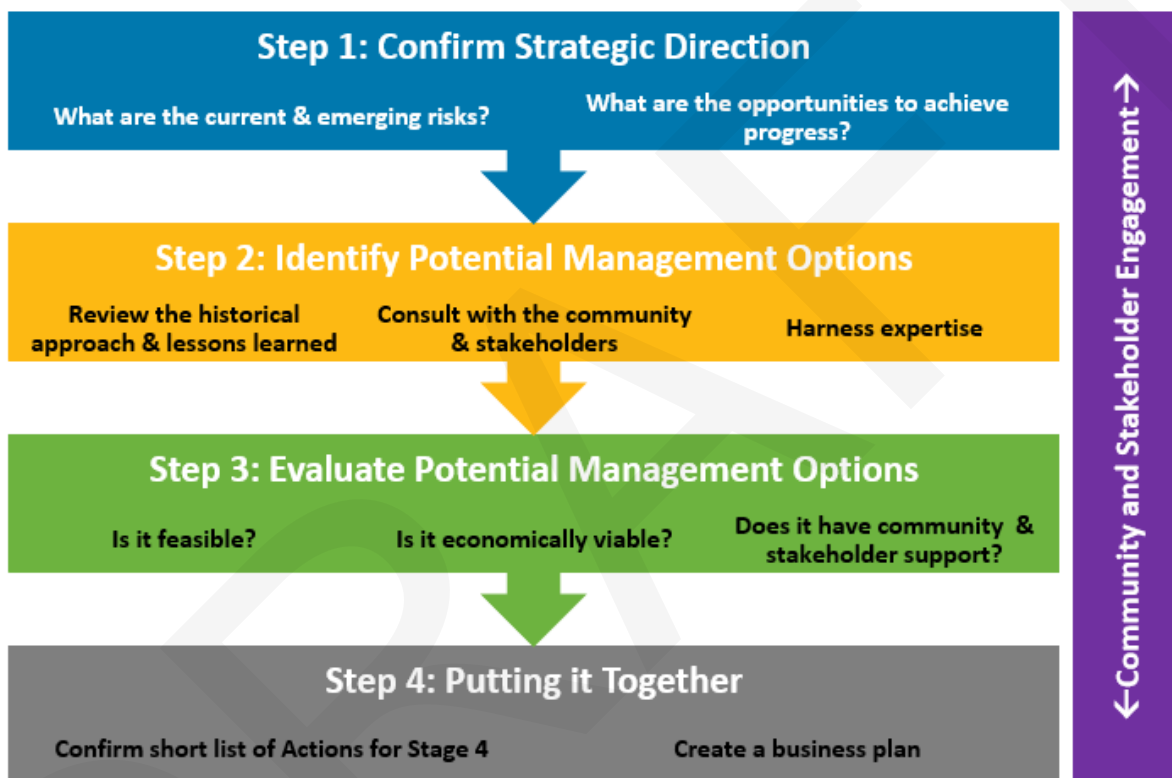 Step 1: Confirm Strategic Direction
What are the current & emerging risks?
What are the opportunities to achieve
progress?
Step 2: Identify Potential Management Options
Review the historical
approach & lessons learned
Consult with the community
& stakeholders
Harness expertise
Step 3: Evaluate Potential Management Options
Is it feasible?
Is it economically viable?
Does it have community &
stakeholder support?
Step 4: Putting it Together
Confirm short list of Actions for Stage 4
Create a business plan
←Community and Stakeholder Engagement→
DRAFT